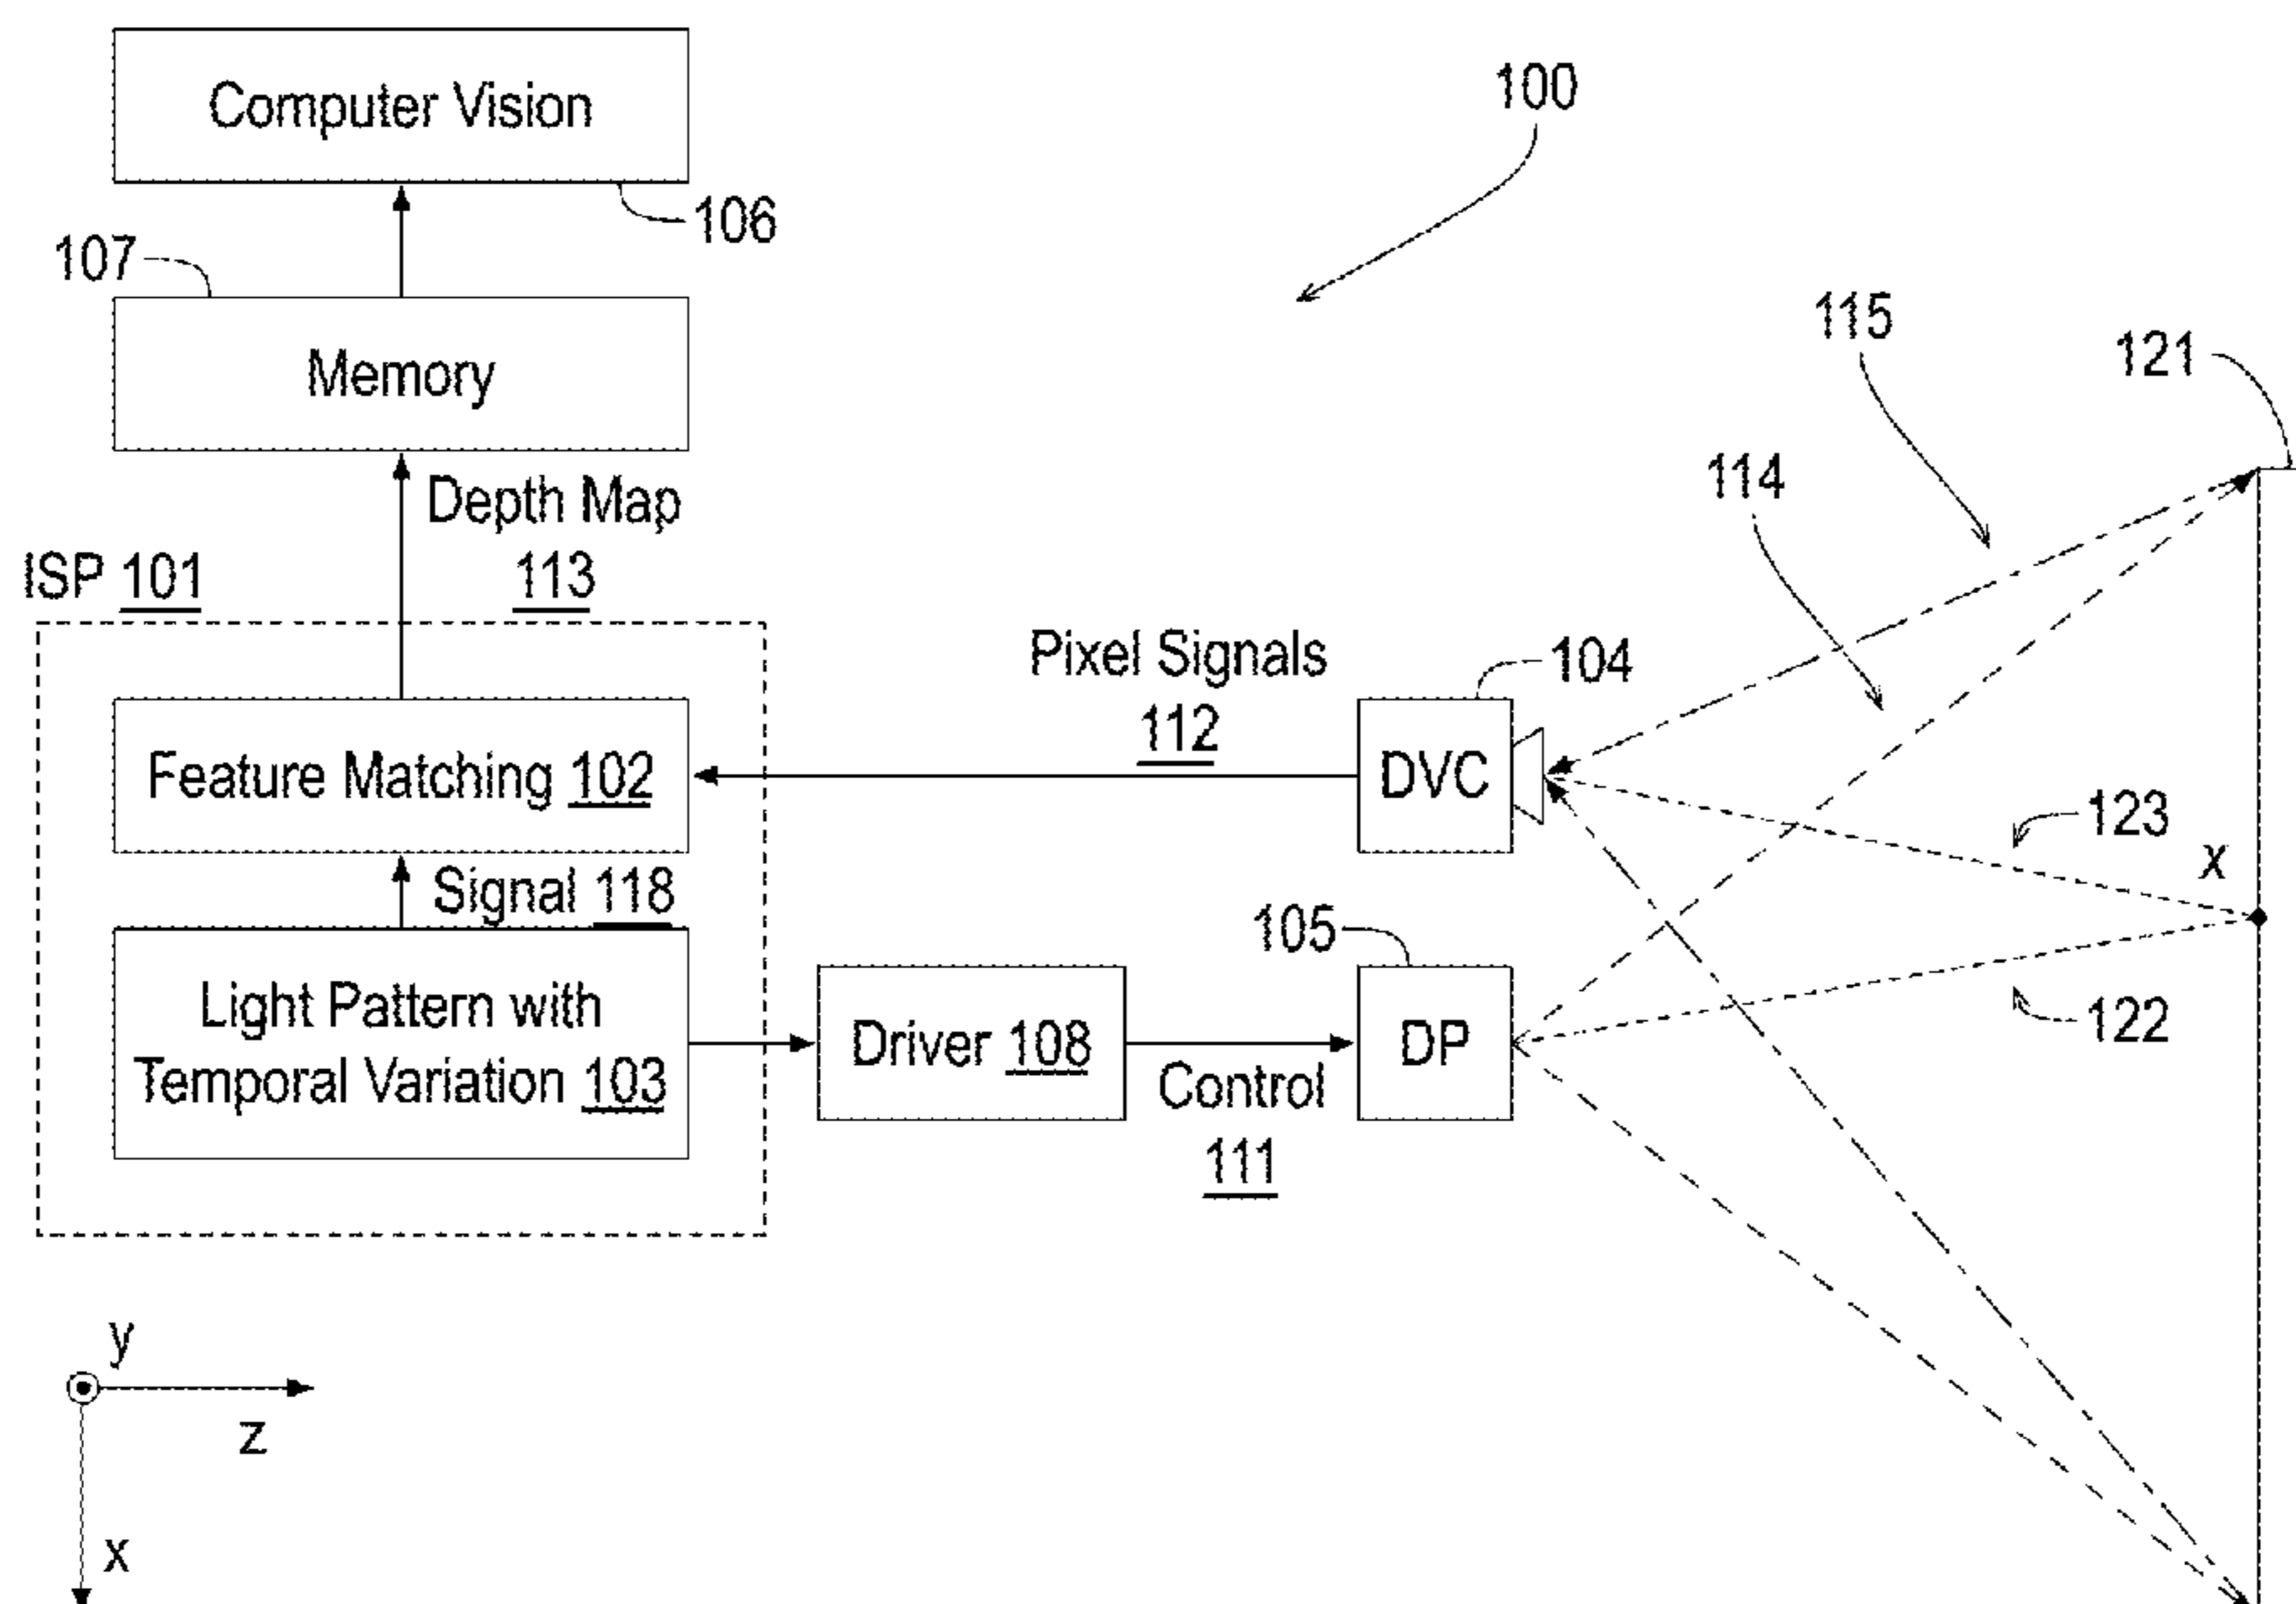 Computer Vision
100
106
107
115
121
Memory
114
Depth Map
113
ISP 101
Pixel Signals
112
104
Feature Matching 102
DVC
123
X
Signal 118
105
122
Light Pattern with
Temporal Variation 103
Driver 108
DP
Control
111
y
z
x